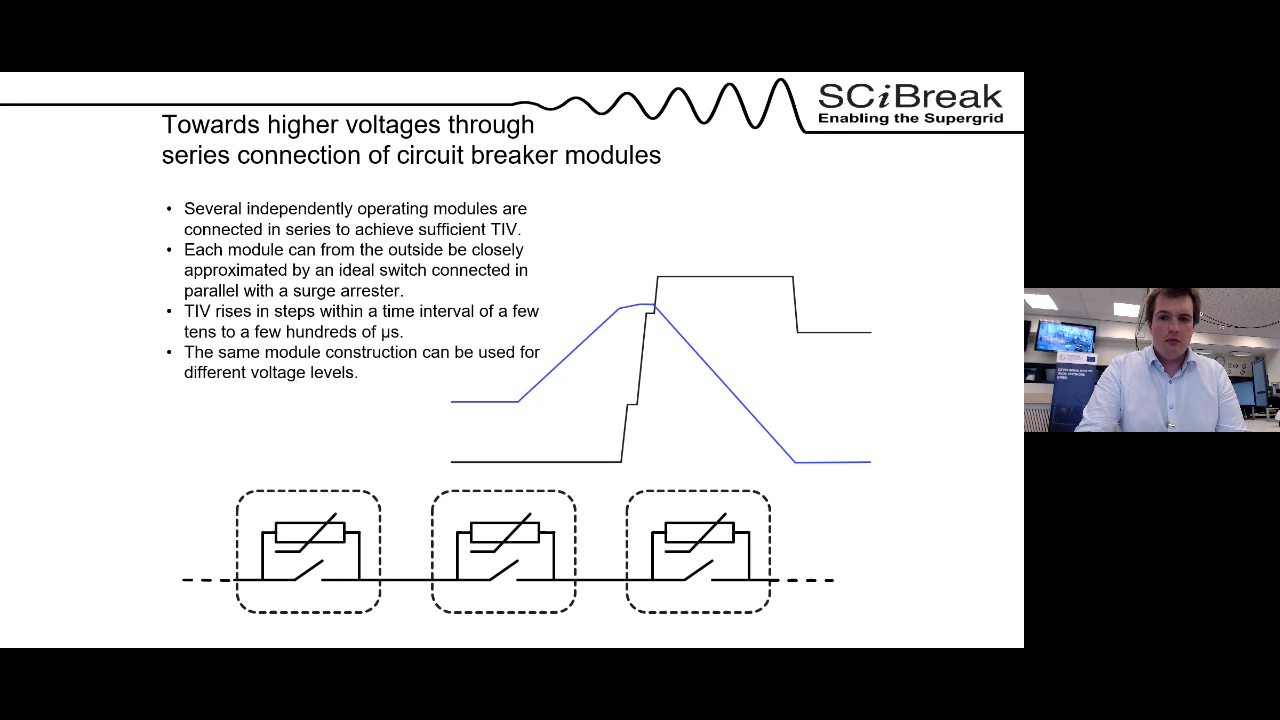 SCiBreak
Enabling the Supergrid
Towards higher voltages through
series connection of circuit breaker modules
• Several independently operating modules are
connected in series to achieve sufficient TIV.
• Each module can from the outside be closely
approximated by an ideal switch connected in
parallel with a surge arrester.
• TIV rises in steps within a time interval of a few
tens to a few hundreds of µs.
• The same module construction can be used for
different voltage levels.